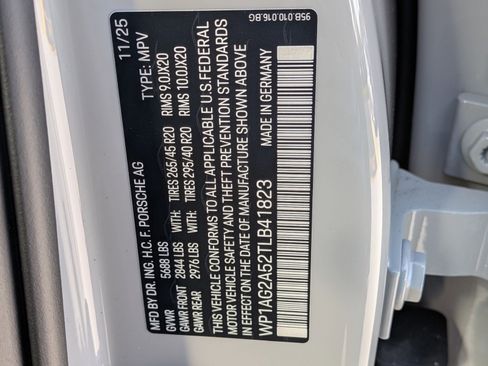 95B.010.016.BG
MFD BY DR. ING. H.C. F. PORSCHE AG 11/25
TYPE: MPV
GVWR 5688 LBS WITH: TIRES 265/45 R20 RIMS 9.0JX20
GAWR FRONT 2844 LBS WITH: TIRES 295/40 R20 RIMS 10.0JX20
GAWR REAR 2976 LBS
THIS VEHICLE CONFORMS TO ALL APPLICABLE U.S.FEDERAL
MOTOR VEHICLE SAFETY AND THEFT PREVENTION STANDARDS
IN EFFECT ON THE DATE OF MANUFACTURE SHOWN ABOVE
WP1AG2A52TLB41823 MADE IN GERMANY